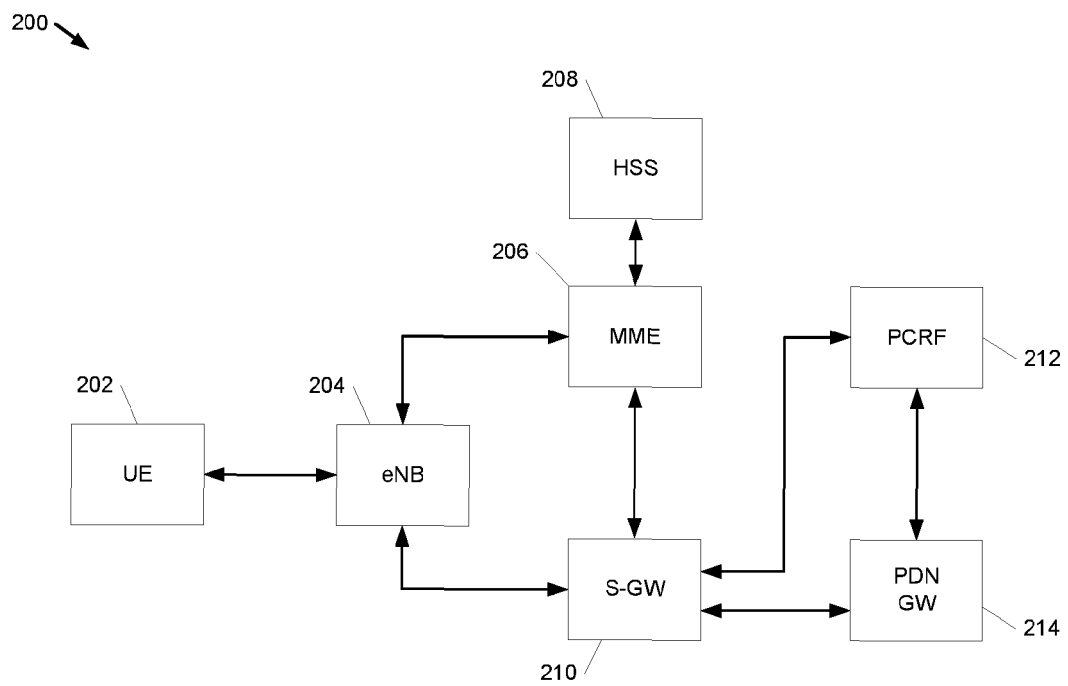 200
208
HSS
206
MME
PCRF
212
202
204
UE
eNB
S-GW
PDN
GW
214
210